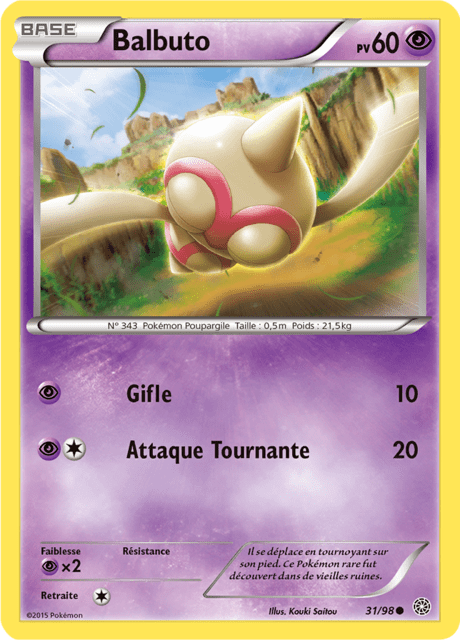 BASE Balbuto PV60
N° 343 Pokémon Poupargile Taille : 0,5m Poids : 21,5kg
Gifle 10
Attaque Tournante 20
Faiblesse Résistance
×2
Retraite
Il se déplace en tournoyant sur
son pied. Ce Pokémon rare fut
découvert dans de vieilles ruines.
©2015 Pokémon Illus. Kouki Saitou 31/98